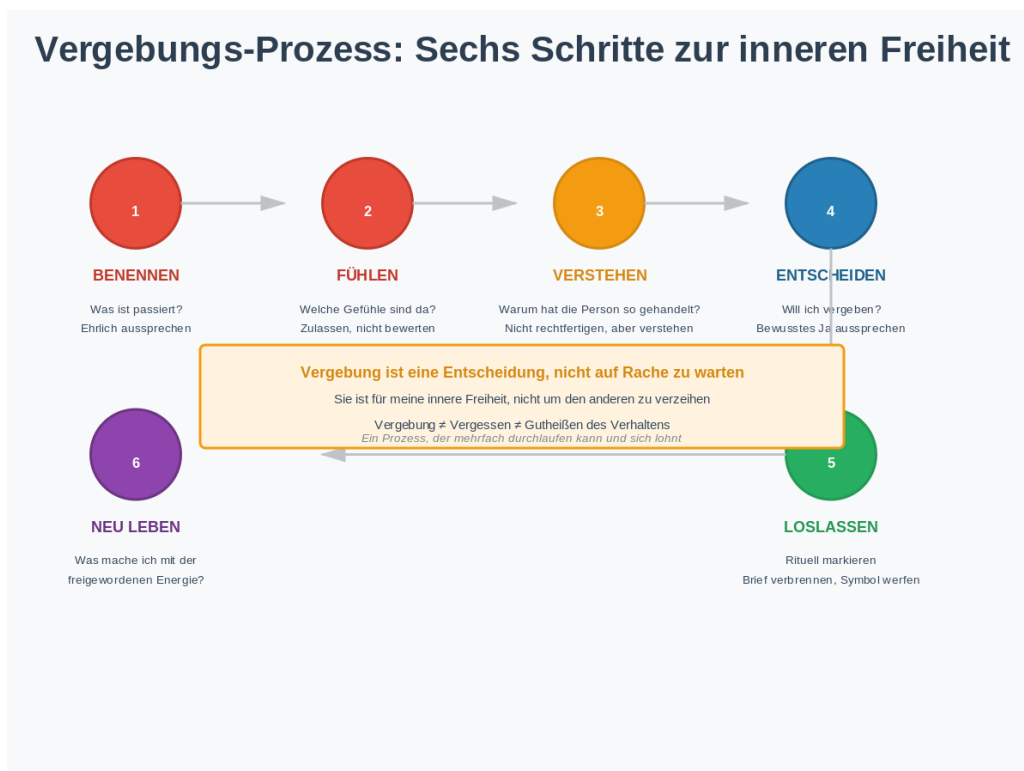 Vergebungs-Prozess: Sechs Schritte zur inneren Freiheit
1
2
3
4
BENENNEN
FÜHLEN
VERSTEHEN
ENTSCHEIDEN
Was ist passiert?
Ehrlich aussprechen
Welche Gefühle sind da?
Zulassen, nicht bewerten
Warum hat die Person so gehandelt?
Nicht rechtfertigen, aber verstehen
Will ich vergeben?
Bewusstes Ja aussprechen
Vergebung ist eine Entscheidung, nicht auf Rache zu warten
Sie ist für meine innere Freiheit, nicht um den anderen zu verzeihen
Vergebung ≠ Vergessen ≠ Gutheißen des Verhaltens
Ein Prozess, der mehrfach durchlaufen kann und sich lohnt
6
5
NEU LEBEN
LOSLASSEN
Was mache ich mit der
freigewordenen Energie?
Rituell markieren
Brief verbrennen, Symbol werfen